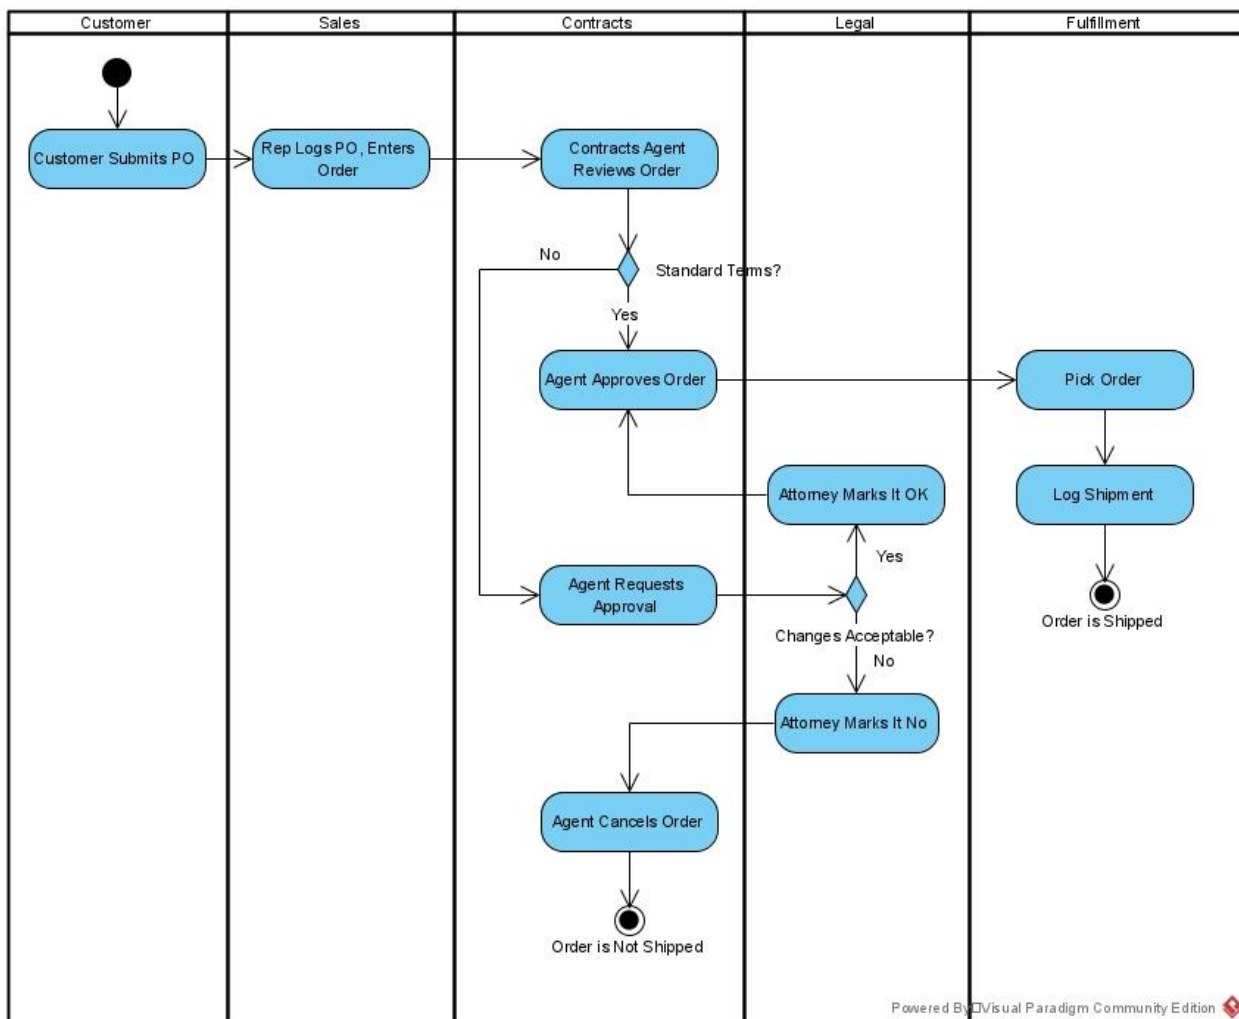 Customer
Sales
Contracts
Legal
Fulfillment
Customer Submits PO
Rep Logs PO, Enters
Order
Contracts Agent
Reviews Order
No
Standard Terms?
Yes
Agent Approves Order
Pick Order
Attorney Marks It OK
Log Shipment
Yes
Agent Requests
Approval
Order is Shipped
Changes Acceptable?
No
Attorney Marks It No
Agent Cancels Order
Order is Not Shipped
Powered By Visual Paradigm Community Edition